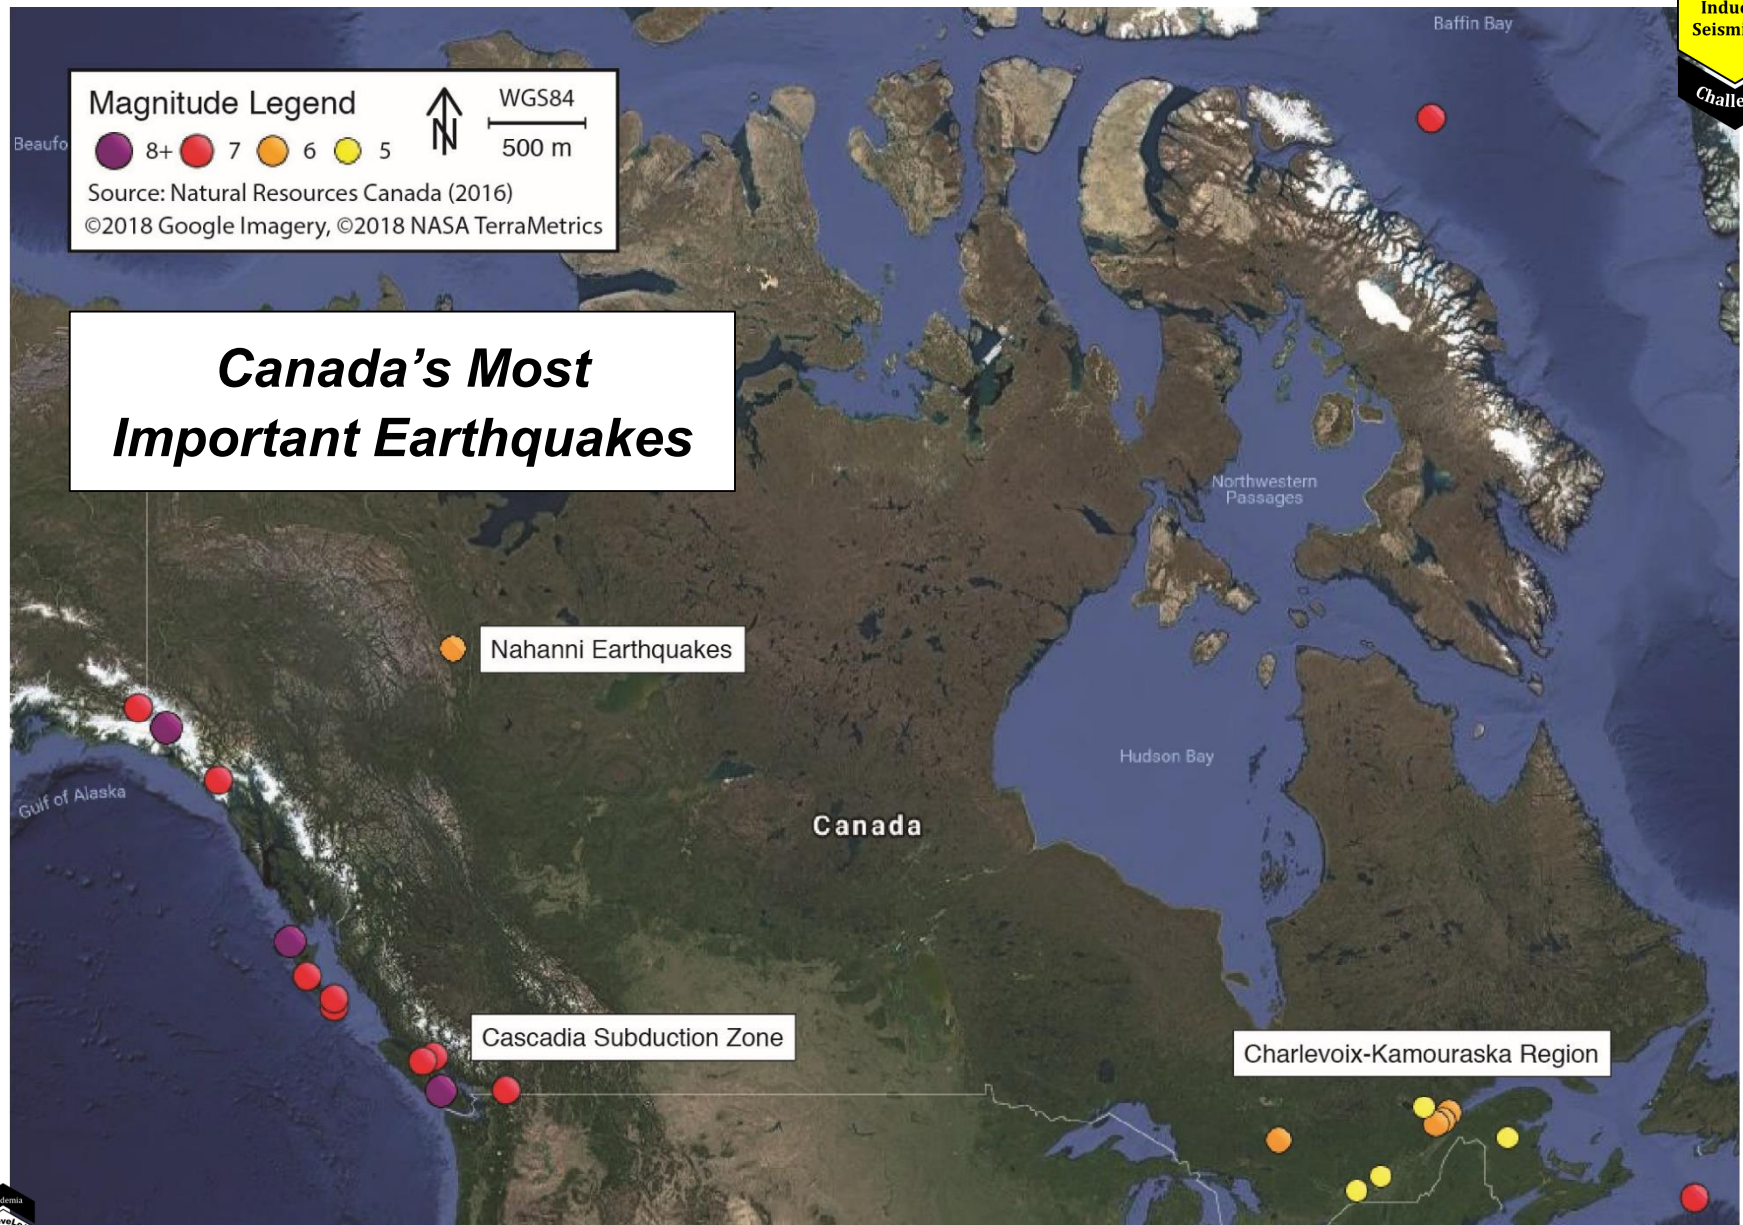 Baffin Bay
Magnitude Legend
8+ 7 6 5
N
WGS84
500 m
Source: Natural Resources Canada (2016)
©2018 Google Imagery, ©2018 NASA TerraMetrics
Canada's Most
Important Earthquakes
Northwestern
Passages
Nahanni Earthquakes
Gulf of Alaska
Hudson Bay
Canada
Cascadia Subduction Zone
Charlevoix-Kamouraska Region